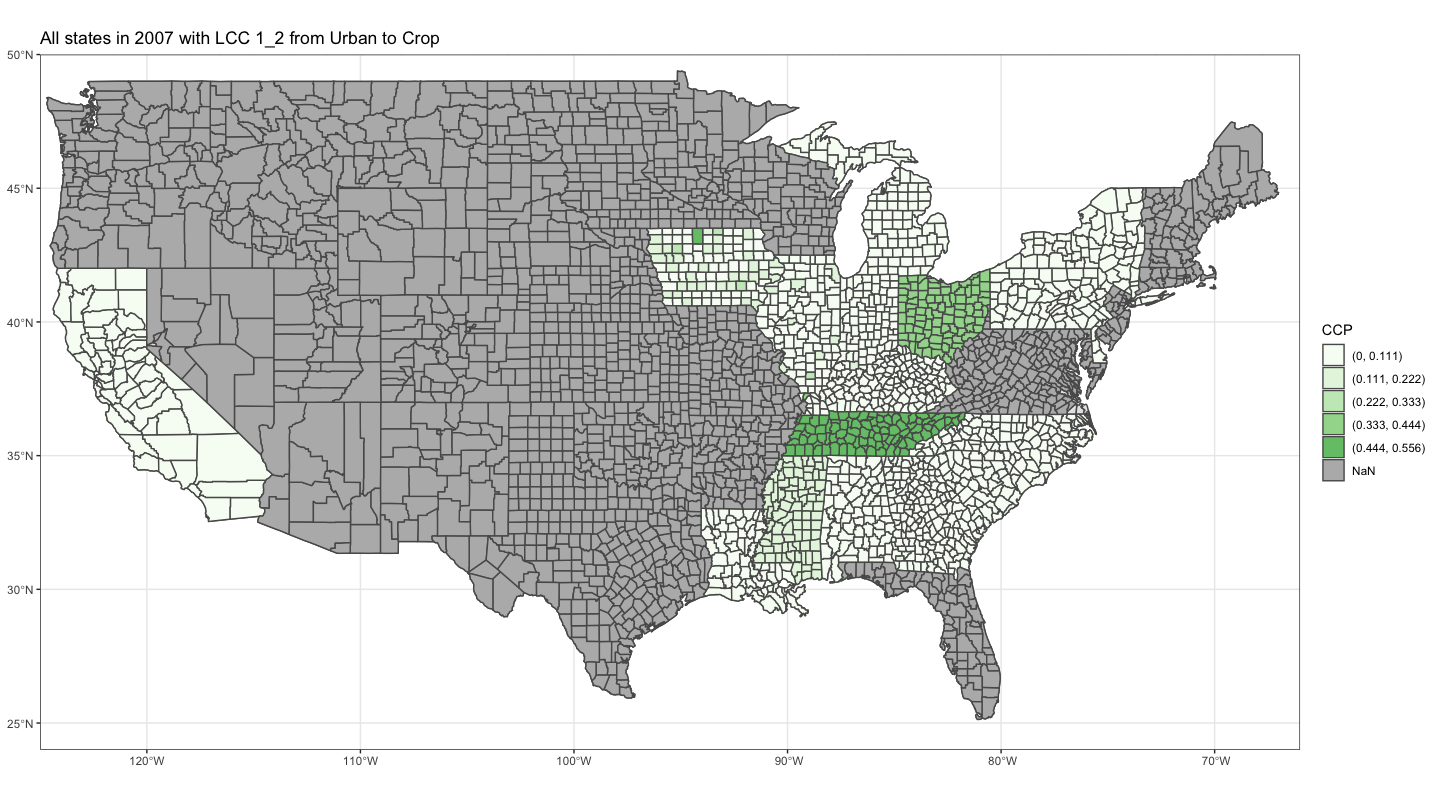 All states in 2007 with LCC 1_2 from Urban to Crop
50°N
45°N
40°N
35°N
30°N
25°N
120°W
110°W
100°W
90°W
80°W
70°W
CCP
(0, 0.111)
(0.111, 0.222)
(0.222, 0.333)
(0.333, 0.444)
(0.444, 0.556)
NaN